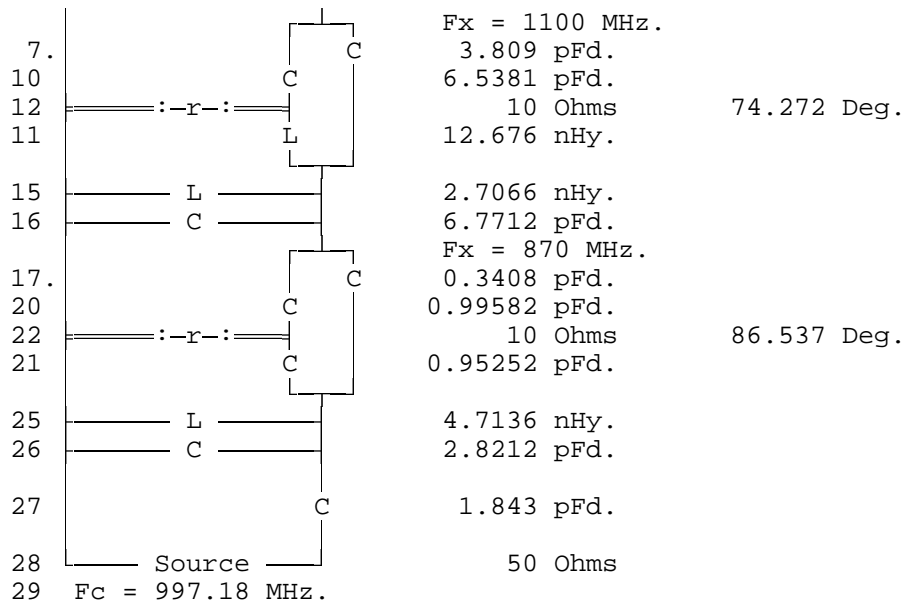 Fx = 1100 MHz.
7. C 3.809 pFd.
10 C 6.5381 pFd.
12 :-r-: 10 Ohms 74.272 Deg.
11 L 12.676 nHy.
15 L 2.7066 nHy.
16 C 6.7712 pFd.
Fx = 870 MHz.
17. C 0.3408 pFd.
20 C 0.99582 pFd.
22 :-r-: 10 Ohms 86.537 Deg.
21 C 0.95252 pFd.
25 L 4.7136 nHy.
26 C 2.8212 pFd.
27 C 1.843 pFd.
28 Source 50 Ohms
29 Fc = 997.18 MHz.